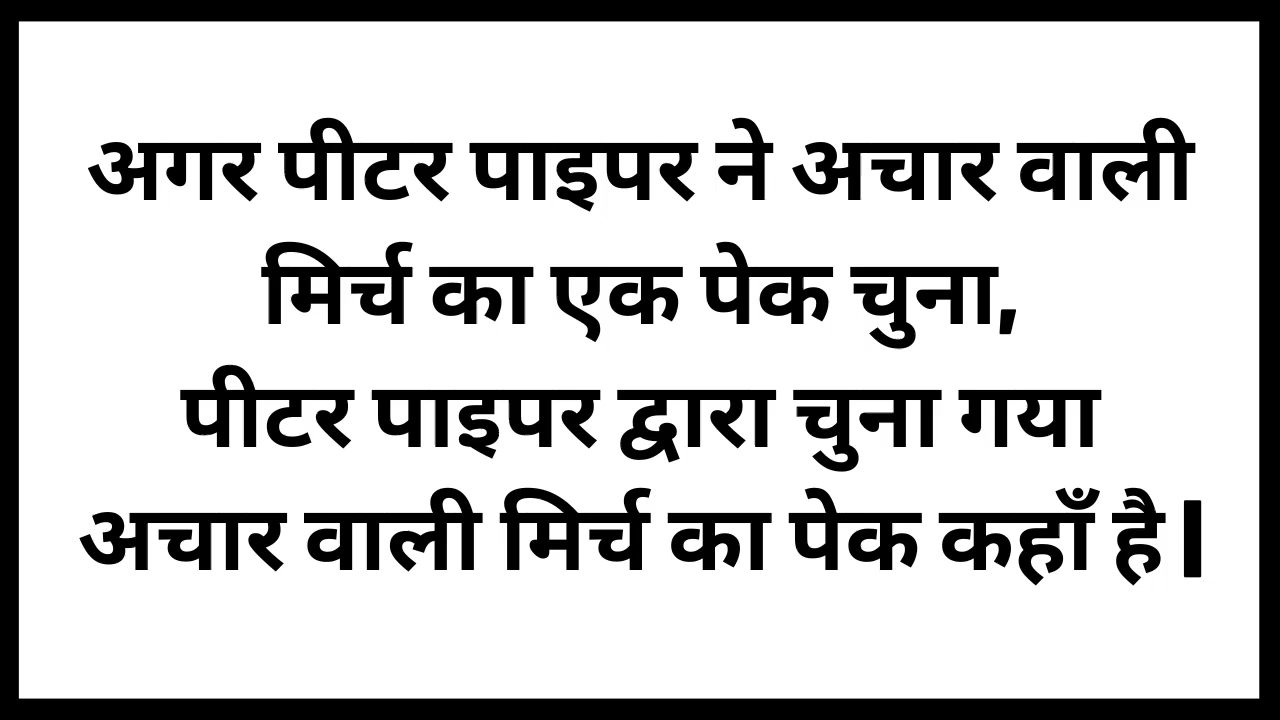 अगर पीटर पाइपर ने अचार वाली
मिर्च का एक पेक चुना,
पीटर पाइपर द्वारा चुना गया
अचार वाली मिर्च का पेक कहाँ है|